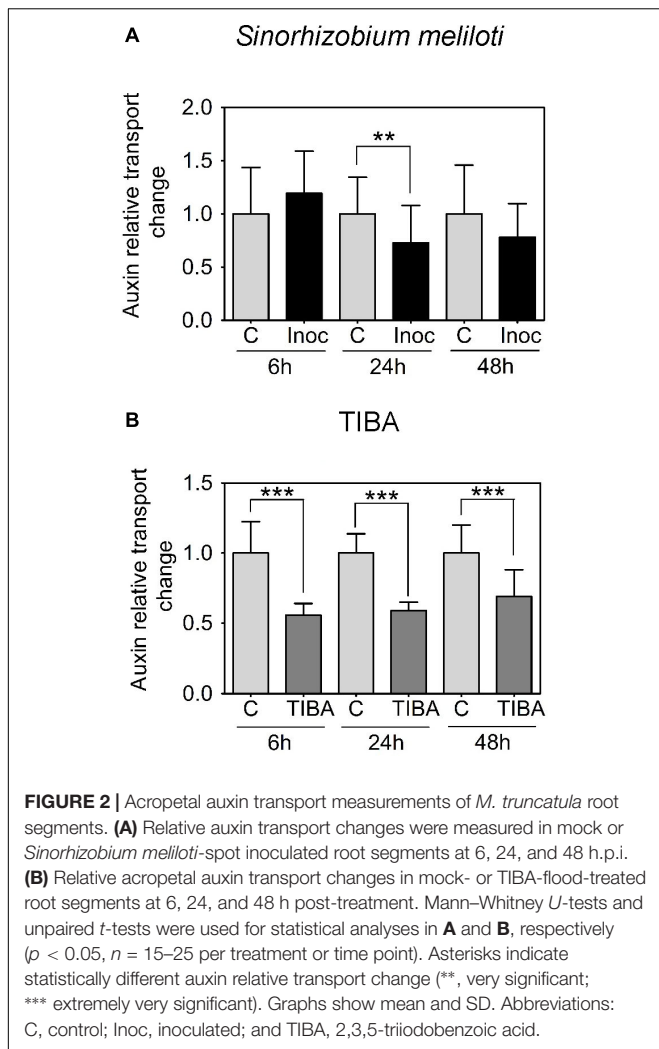 A Sinorhizobium meliloti
Auxin relative transport
change
2.0
1.5
1.0
0.5
0.0
**
C Inoc C Inoc C Inoc
6h 24h 48h
B TIBA
Auxin relative transport
change
1.5
1.0
0.5
0.0
*** *** ***
C TIBA C TIBA C TIBA
6h 24h 48h
FIGURE 2 | Acropetal auxin transport measurements of M. truncatula root
segments. (A) Relative auxin transport changes were measured in mock or
Sinorhizobium meliloti-spot inoculated root segments at 6, 24, and 48 h.p.i.
(B) Relative acropetal auxin transport changes in mock- or TIBA-flood-treated
root segments at 6, 24, and 48 h post-treatment. Mann–Whitney U-tests and
unpaired t-tests were used for statistical analyses in A and B, respectively
(p < 0.05, n = 15–25 per treatment or time point). Asterisks indicate
statistically different auxin relative transport change (**, very significant;
*** extremely very significant). Graphs show mean and SD. Abbreviations:
C, control; Inoc, inoculated; and TIBA, 2,3,5-triiodobenzoic acid.